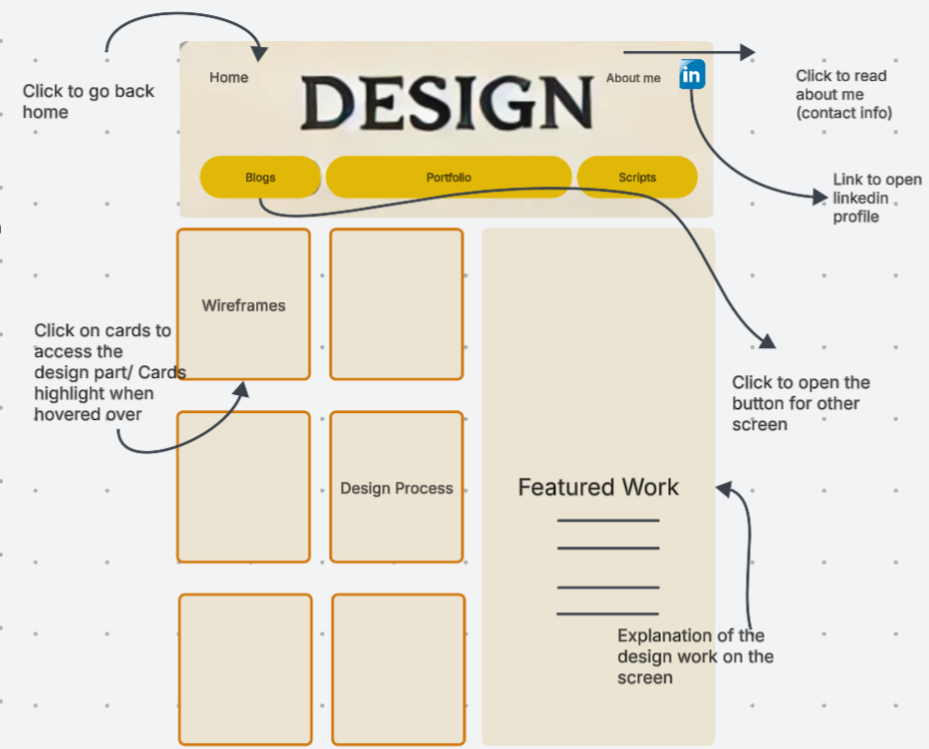 Click to go back
home
Home
DESIGN
About me
in
Click to read
about me
(contact info)
Blogs
Portfolio
Scripts
Link to open
linkedin
profile
Wireframes
Click on cards to
access the
design part/ Cards
highlight when
hovered over
Click to open the
button for other
screen
Design Process
Featured Work
Explanation of the
design work on the
screen